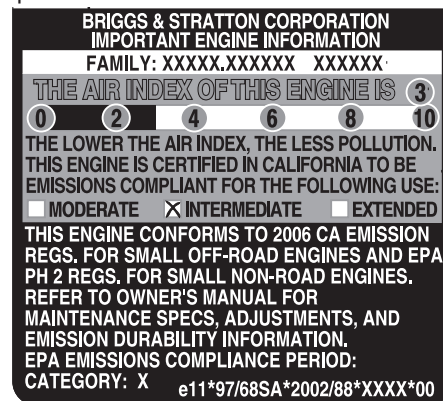 BRIGGS & STRATTON CORPORATION
IMPORTANT ENGINE INFORMATION
FAMILY: XXXXX.XXXXXX XXXXXX
THE AIR INDEX OF THIS ENGINE IS 3
0 2 4 6 8 10
THE LOWER THE AIR INDEX, THE LESS POLLUTION.
THIS ENGINE IS CERTIFIED IN CALIFORNIA TO BE
EMISSIONS COMPLIANT FOR THE FOLLOWING USE:
MODERATE INTERMEDIATE EXTENDED
THIS ENGINE CONFORMS TO 2006 CA EMISSION
REGS. FOR SMALL OFF-ROAD ENGINES AND EPA
PH 2 REGS. FOR SMALL NON-ROAD ENGINES.
REFER TO OWNER'S MANUAL FOR
MAINTENANCE SPECS, ADJUSTMENTS, AND
EMISSION DURABILITY INFORMATION.
EPA EMISSIONS COMPLIANCE PERIOD:
CATEGORY: X e11*97/68SA*2002/88*XXXX*00